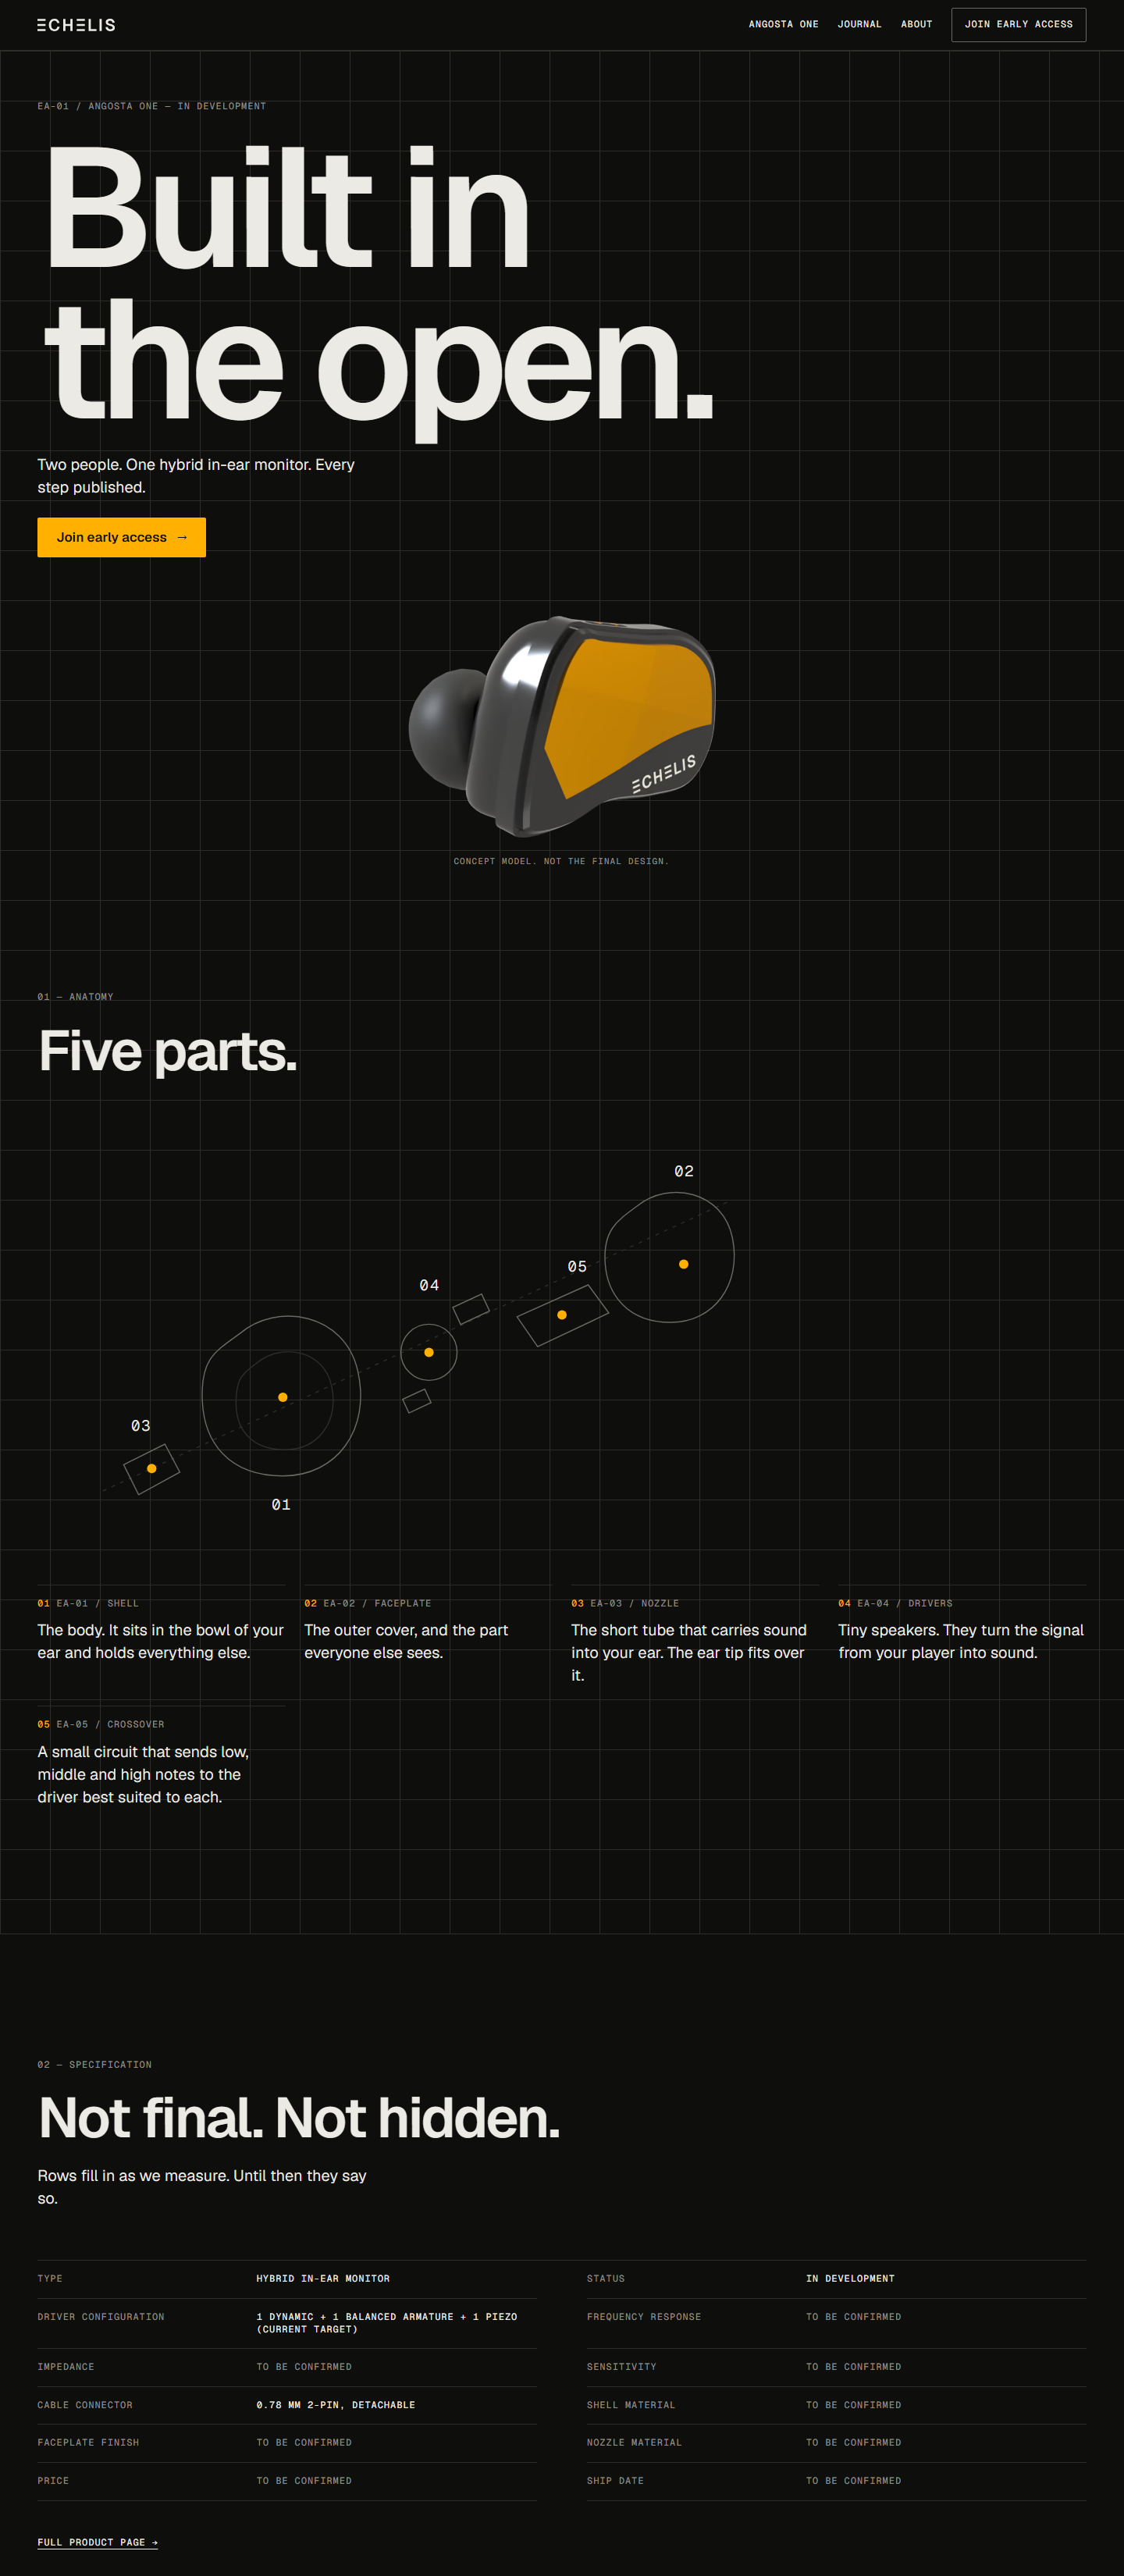 ECHELIS
ANGOSTA ONE
JOURNAL
ABOUT
JOIN EARLY ACCESS
EA-01 / ANGOSTA ONE — IN DEVELOPMENT
Built in
the open.
Two people. One hybrid in-ear monitor. Every
step published.
Join early access →
ECHELIS
CONCEPT MODEL. NOT THE FINAL DESIGN.
01 — ANATOMY
Five parts.
02
05
04
03
01
01 EA-01 / SHELL
The body. It sits in the bowl of your
ear and holds everything else.
02 EA-02 / FACEPLATE
The outer cover, and the part
everyone else sees.
03 EA-03 / NOZZLE
The short tube that carries sound
into your ear. The ear tip fits over
it.
04 EA-04 / DRIVERS
Tiny speakers. They turn the signal
from your player into sound.
05 EA-05 / CROSSOVER
A small circuit that sends low,
middle and high notes to the
driver best suited to each.
02 — SPECIFICATION
Not final. Not hidden.
Rows fill in as we measure. Until then they say
so.
TYPE
HYBRID IN-EAR MONITOR
STATUS
IN DEVELOPMENT
DRIVER CONFIGURATION
1 DYNAMIC + 1 BALANCED ARMATURE + 1 PIEZO
(CURRENT TARGET)
FREQUENCY RESPONSE
TO BE CONFIRMED
IMPEDANCE
TO BE CONFIRMED
SENSITIVITY
TO BE CONFIRMED
CABLE CONNECTOR
0.78 MM 2-PIN, DETACHABLE
SHELL MATERIAL
TO BE CONFIRMED
FACEPLATE FINISH
TO BE CONFIRMED
NOZZLE MATERIAL
TO BE CONFIRMED
PRICE
TO BE CONFIRMED
SHIP DATE
TO BE CONFIRMED
FULL PRODUCT PAGE →